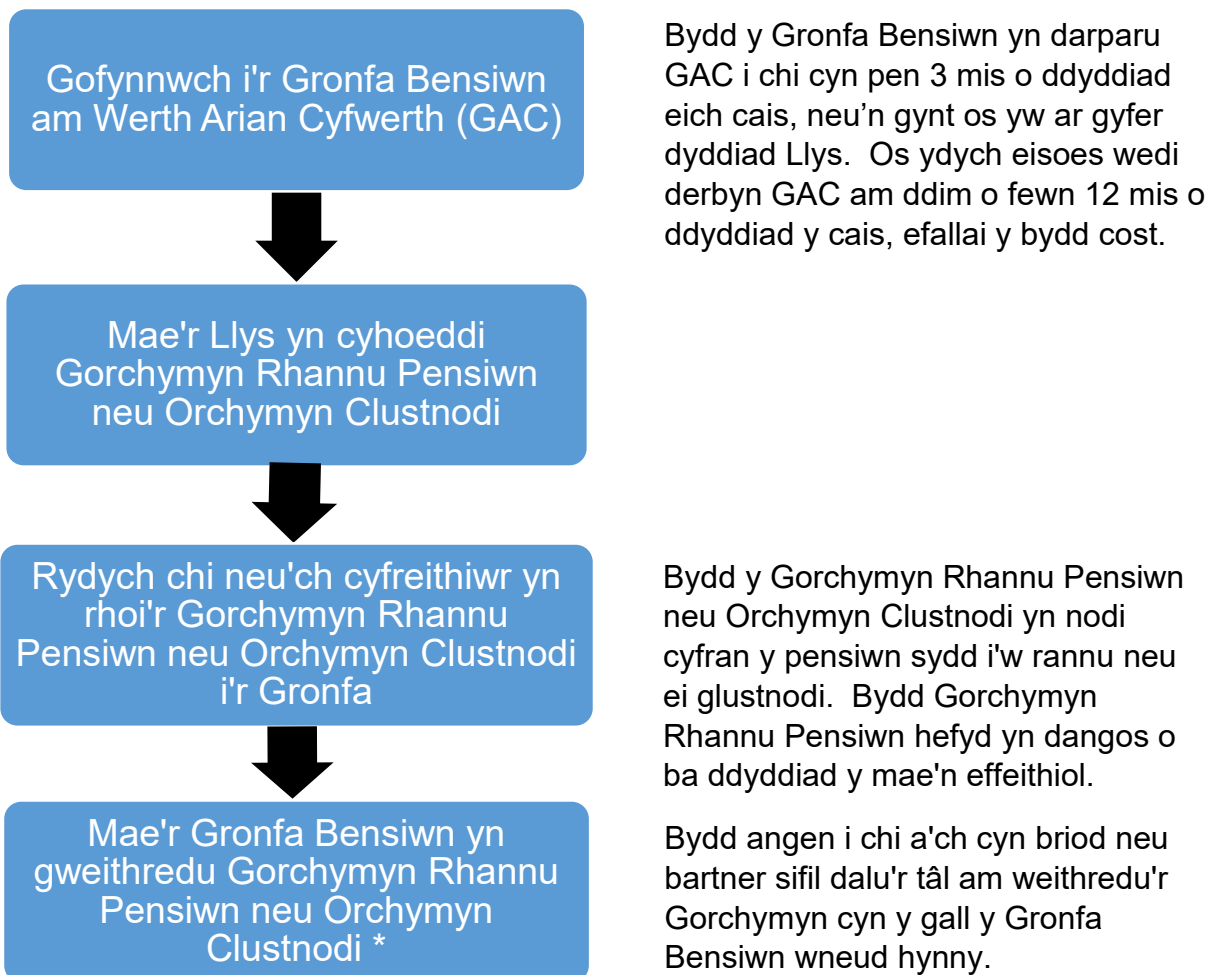 Gofynnwch i'r Gronfa Bensiwn
am Werth Arian Cyfwerth (GAC)
Bydd y Gronfa Bensiwn yn darparu
GAC i chi cyn pen 3 mis o ddyddiad
eich cais, neu'n gynt os yw ar gyfer
dyddiad Llys.  Os ydych eisoes wedi
derbyn GAC am ddim o fewn 12 mis o
ddyddiad y cais, efallai y bydd cost.
Mae'r Llys yn cyhoeddi
Gorchymyn Rhannu Pensiwn
neu Orchymyn Clustnodi
Rydych chi neu'ch cyfreithiwr yn
rhoi'r Gorchymyn Rhannu
Pensiwn neu Orchymyn Clustnodi
i'r Gronfa
Bydd y Gorchymyn Rhannu Pensiwn
neu Orchymyn Clustnodi yn nodi
cyfran y pensiwn sydd i'w rannu neu
ei glustnodi.  Bydd Gorchymyn
Rhannu Pensiwn hefyd yn dangos o
ba ddyddiad y mae'n effeithiol.
Mae'r Gronfa Bensiwn yn
gweithredu Gorchymyn Rhannu
Pensiwn neu Orchymyn
Clustnodi *
Bydd angen i chi a'ch cyn briod neu
bartner sifil dalu'r tâl am weithredu'r
Gorchymyn cyn y gall y Gronfa
Bensiwn wneud hynny.